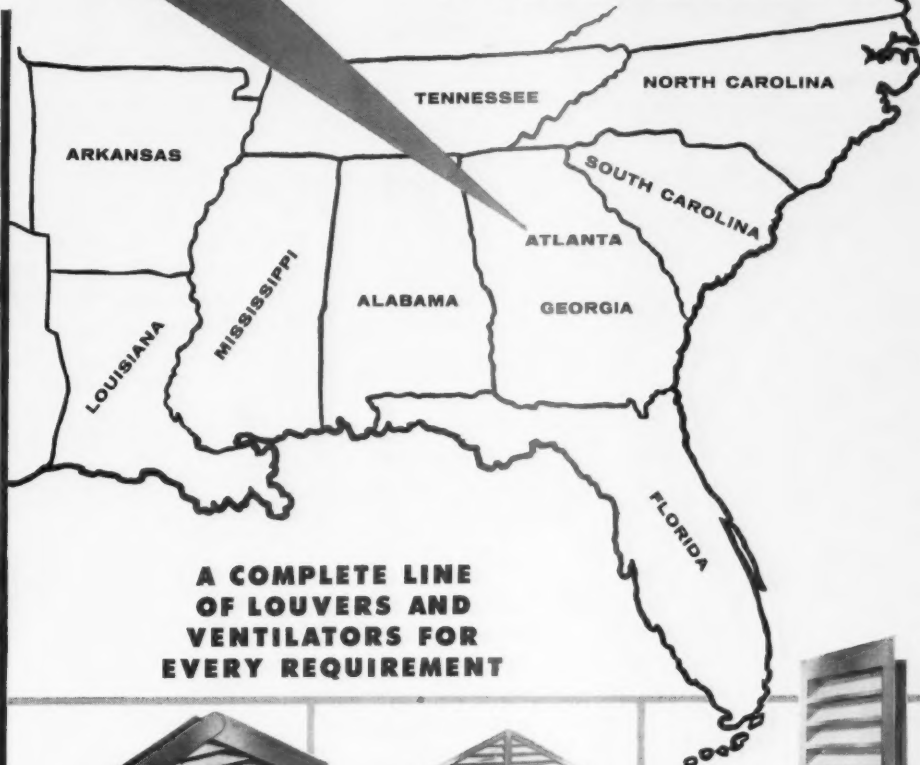 TENNESSEE
NORTH CAROLINA
ARKANSAS
SOUTH CAROLINA
ATLANTA
MISSISSIPPI
ALABAMA
GEORGIA
LOUISIANA
FLORIDA
A COMPLETE LINE
OF LOUVERS AND
VENTILATORS FOR
EVERY REQUIREMENT